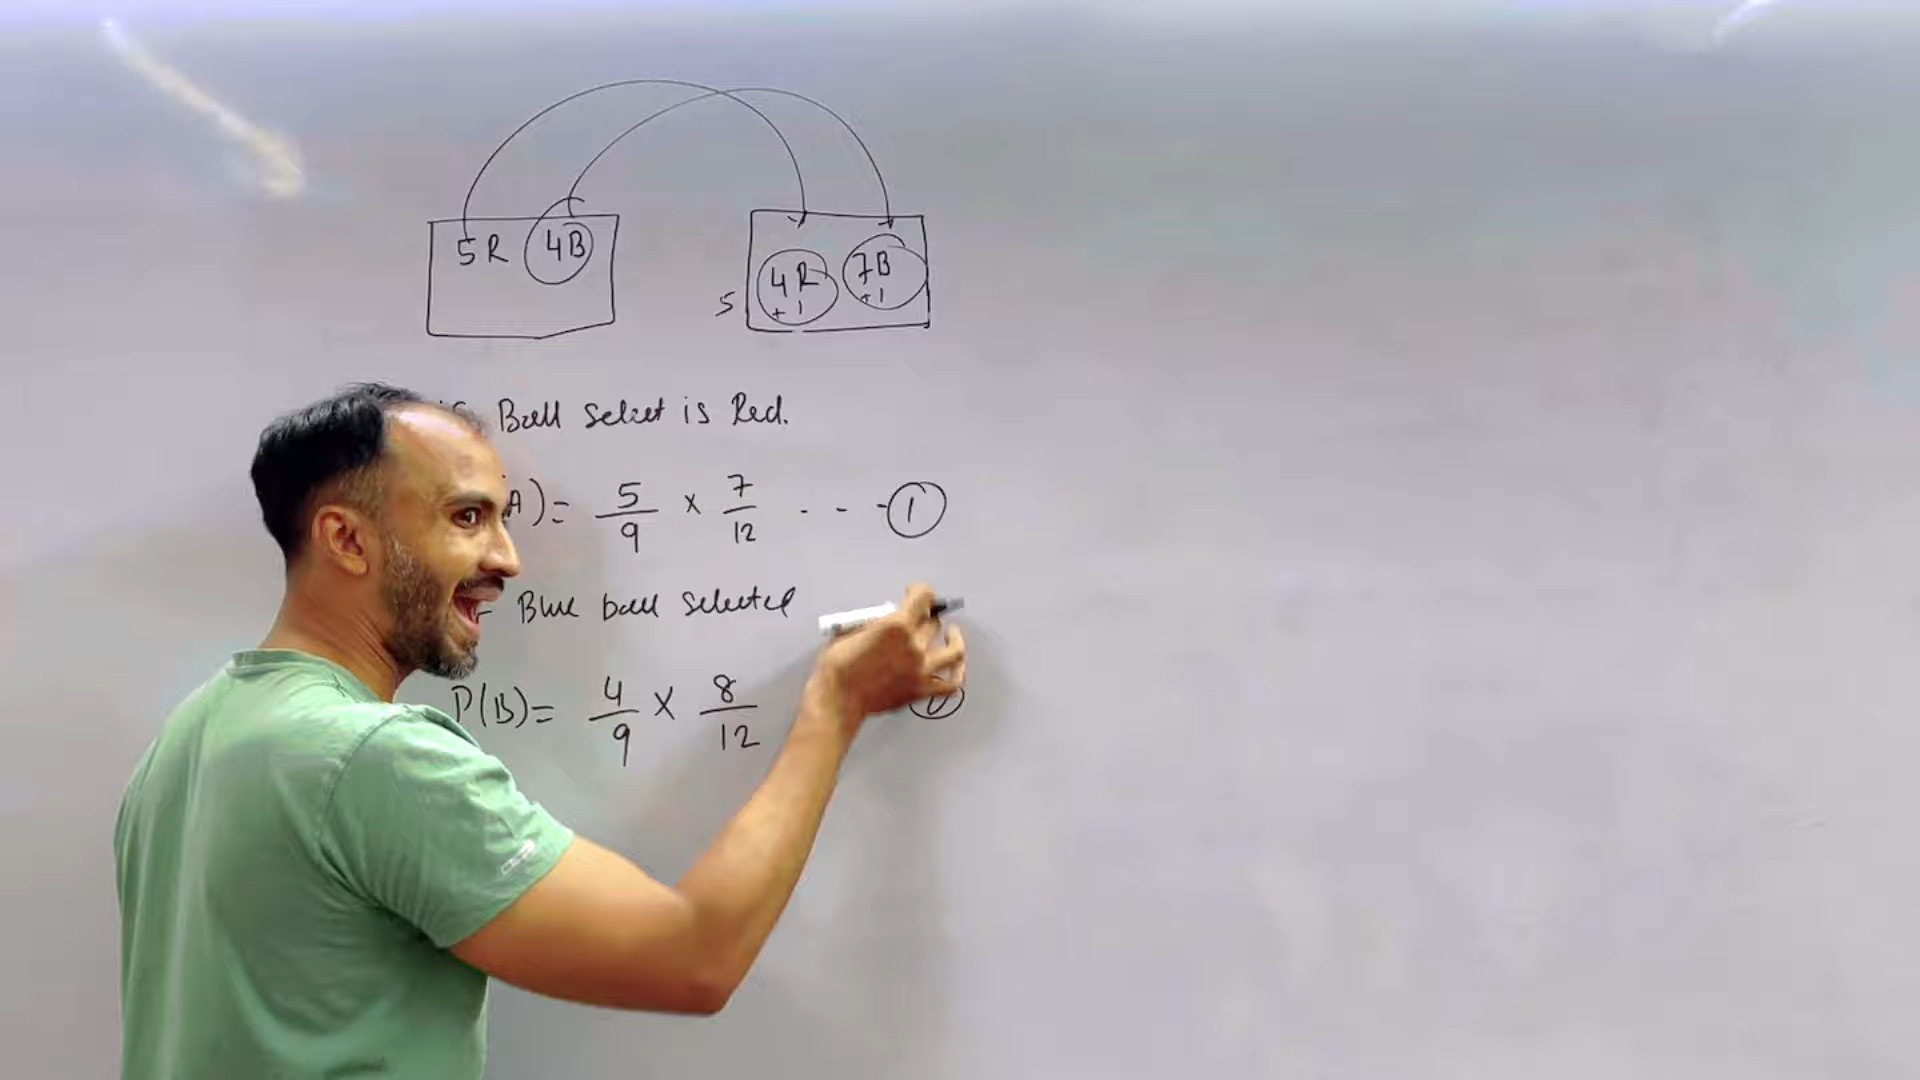 5R 4B
4R 7B
+1 +1
5
Ball Select is Red.
A) = 5/9 × 7/12 - - - ①
Blue ball Selected
P(B) = 4/9 × 8/12